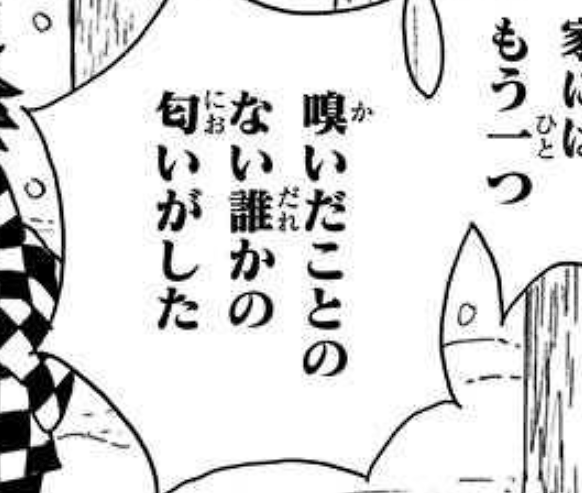 家には
もう一つ
嗅いだことの
ない誰かの
匂いがした